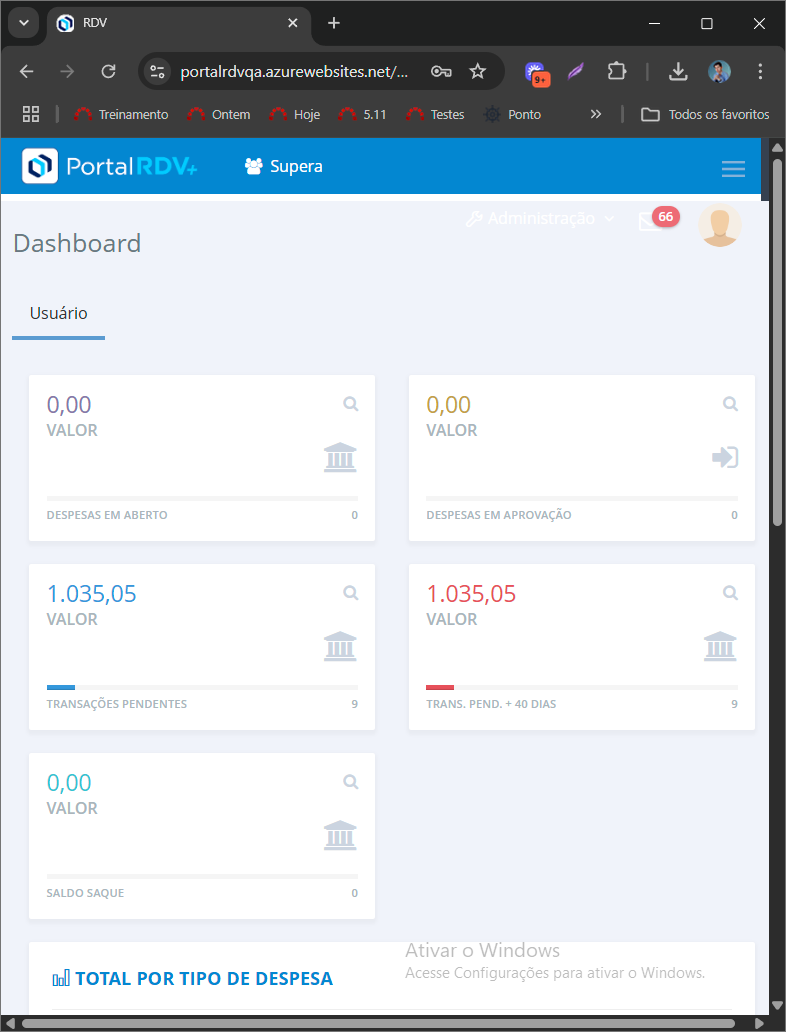 RDV
portalrdvqa.azurewebsites.net/...
9+
Treinamento Ontem Hoje 5.11 Testes Ponto » Todos os favoritos
PortalRDV+ Supera
Administração 66
Dashboard
Usuário
0,00
VALOR
DESPESAS EM ABERTO 0
0,00
VALOR
DESPESAS EM APROVAÇÃO 0
1.035,05
VALOR
TRANSAÇÕES PENDENTES 9
1.035,05
VALOR
TRANS. PEND. + 40 DIAS 9
0,00
VALOR
SALDO SAQUE 0
Ativar o Windows
Acesse Configurações para ativar o Windows.
TOTAL POR TIPO DE DESPESA